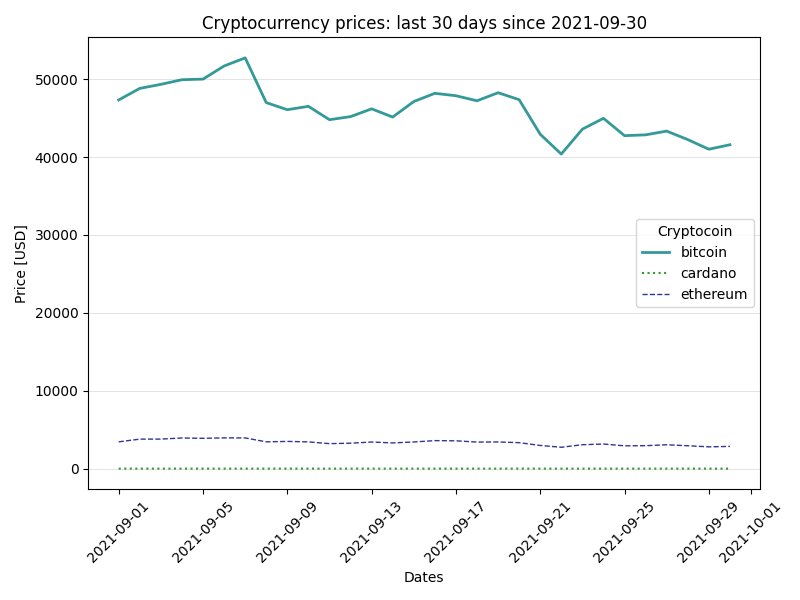 Cryptocurrency prices: last 30 days since 2021-09-30
50000
40000
30000
20000
10000
0
Price [USD]
Cryptocoin
bitcoin
cardano
ethereum
2021-09-01
2021-09-05
2021-09-09
2021-09-13
2021-09-17
2021-09-21
2021-09-25
2021-09-29
2021-10-01
Dates